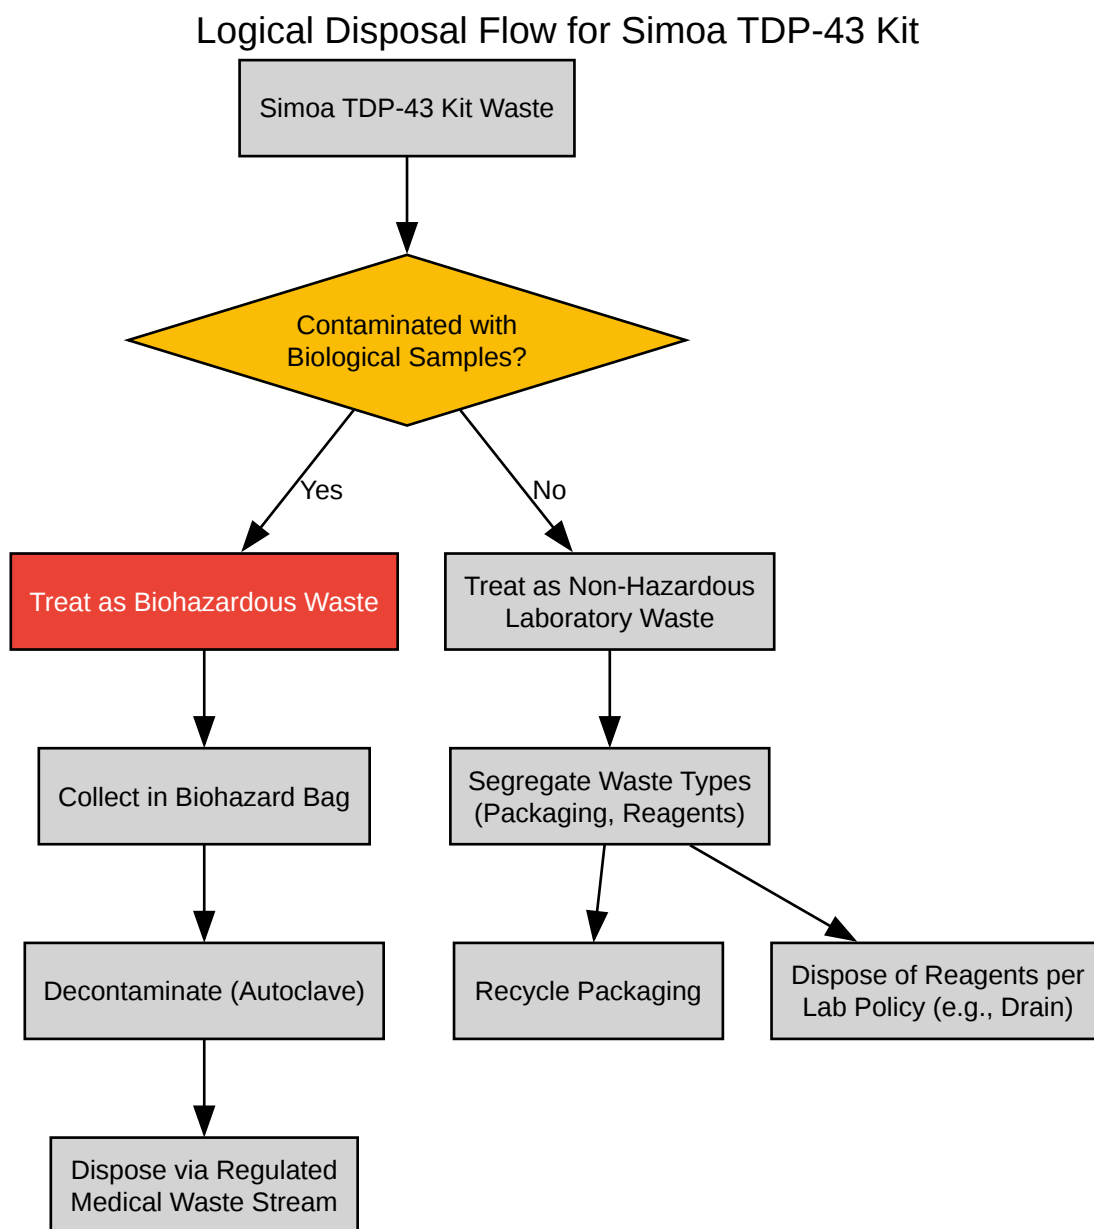 Logical Disposal Flow for Simoa TDP-43 Kit
Simoa TDP-43 Kit Waste
Contaminated with
Biological Samples?
Yes
No
Treat as Biohazardous Waste
Treat as Non-Hazardous
Laboratory Waste
Collect in Biohazard Bag
Segregate Waste Types
(Packaging, Reagents)
Decontaminate (Autoclave)
Recycle Packaging
Dispose of Reagents per
Lab Policy (e.g., Drain)
Dispose via Regulated
Medical Waste Stream